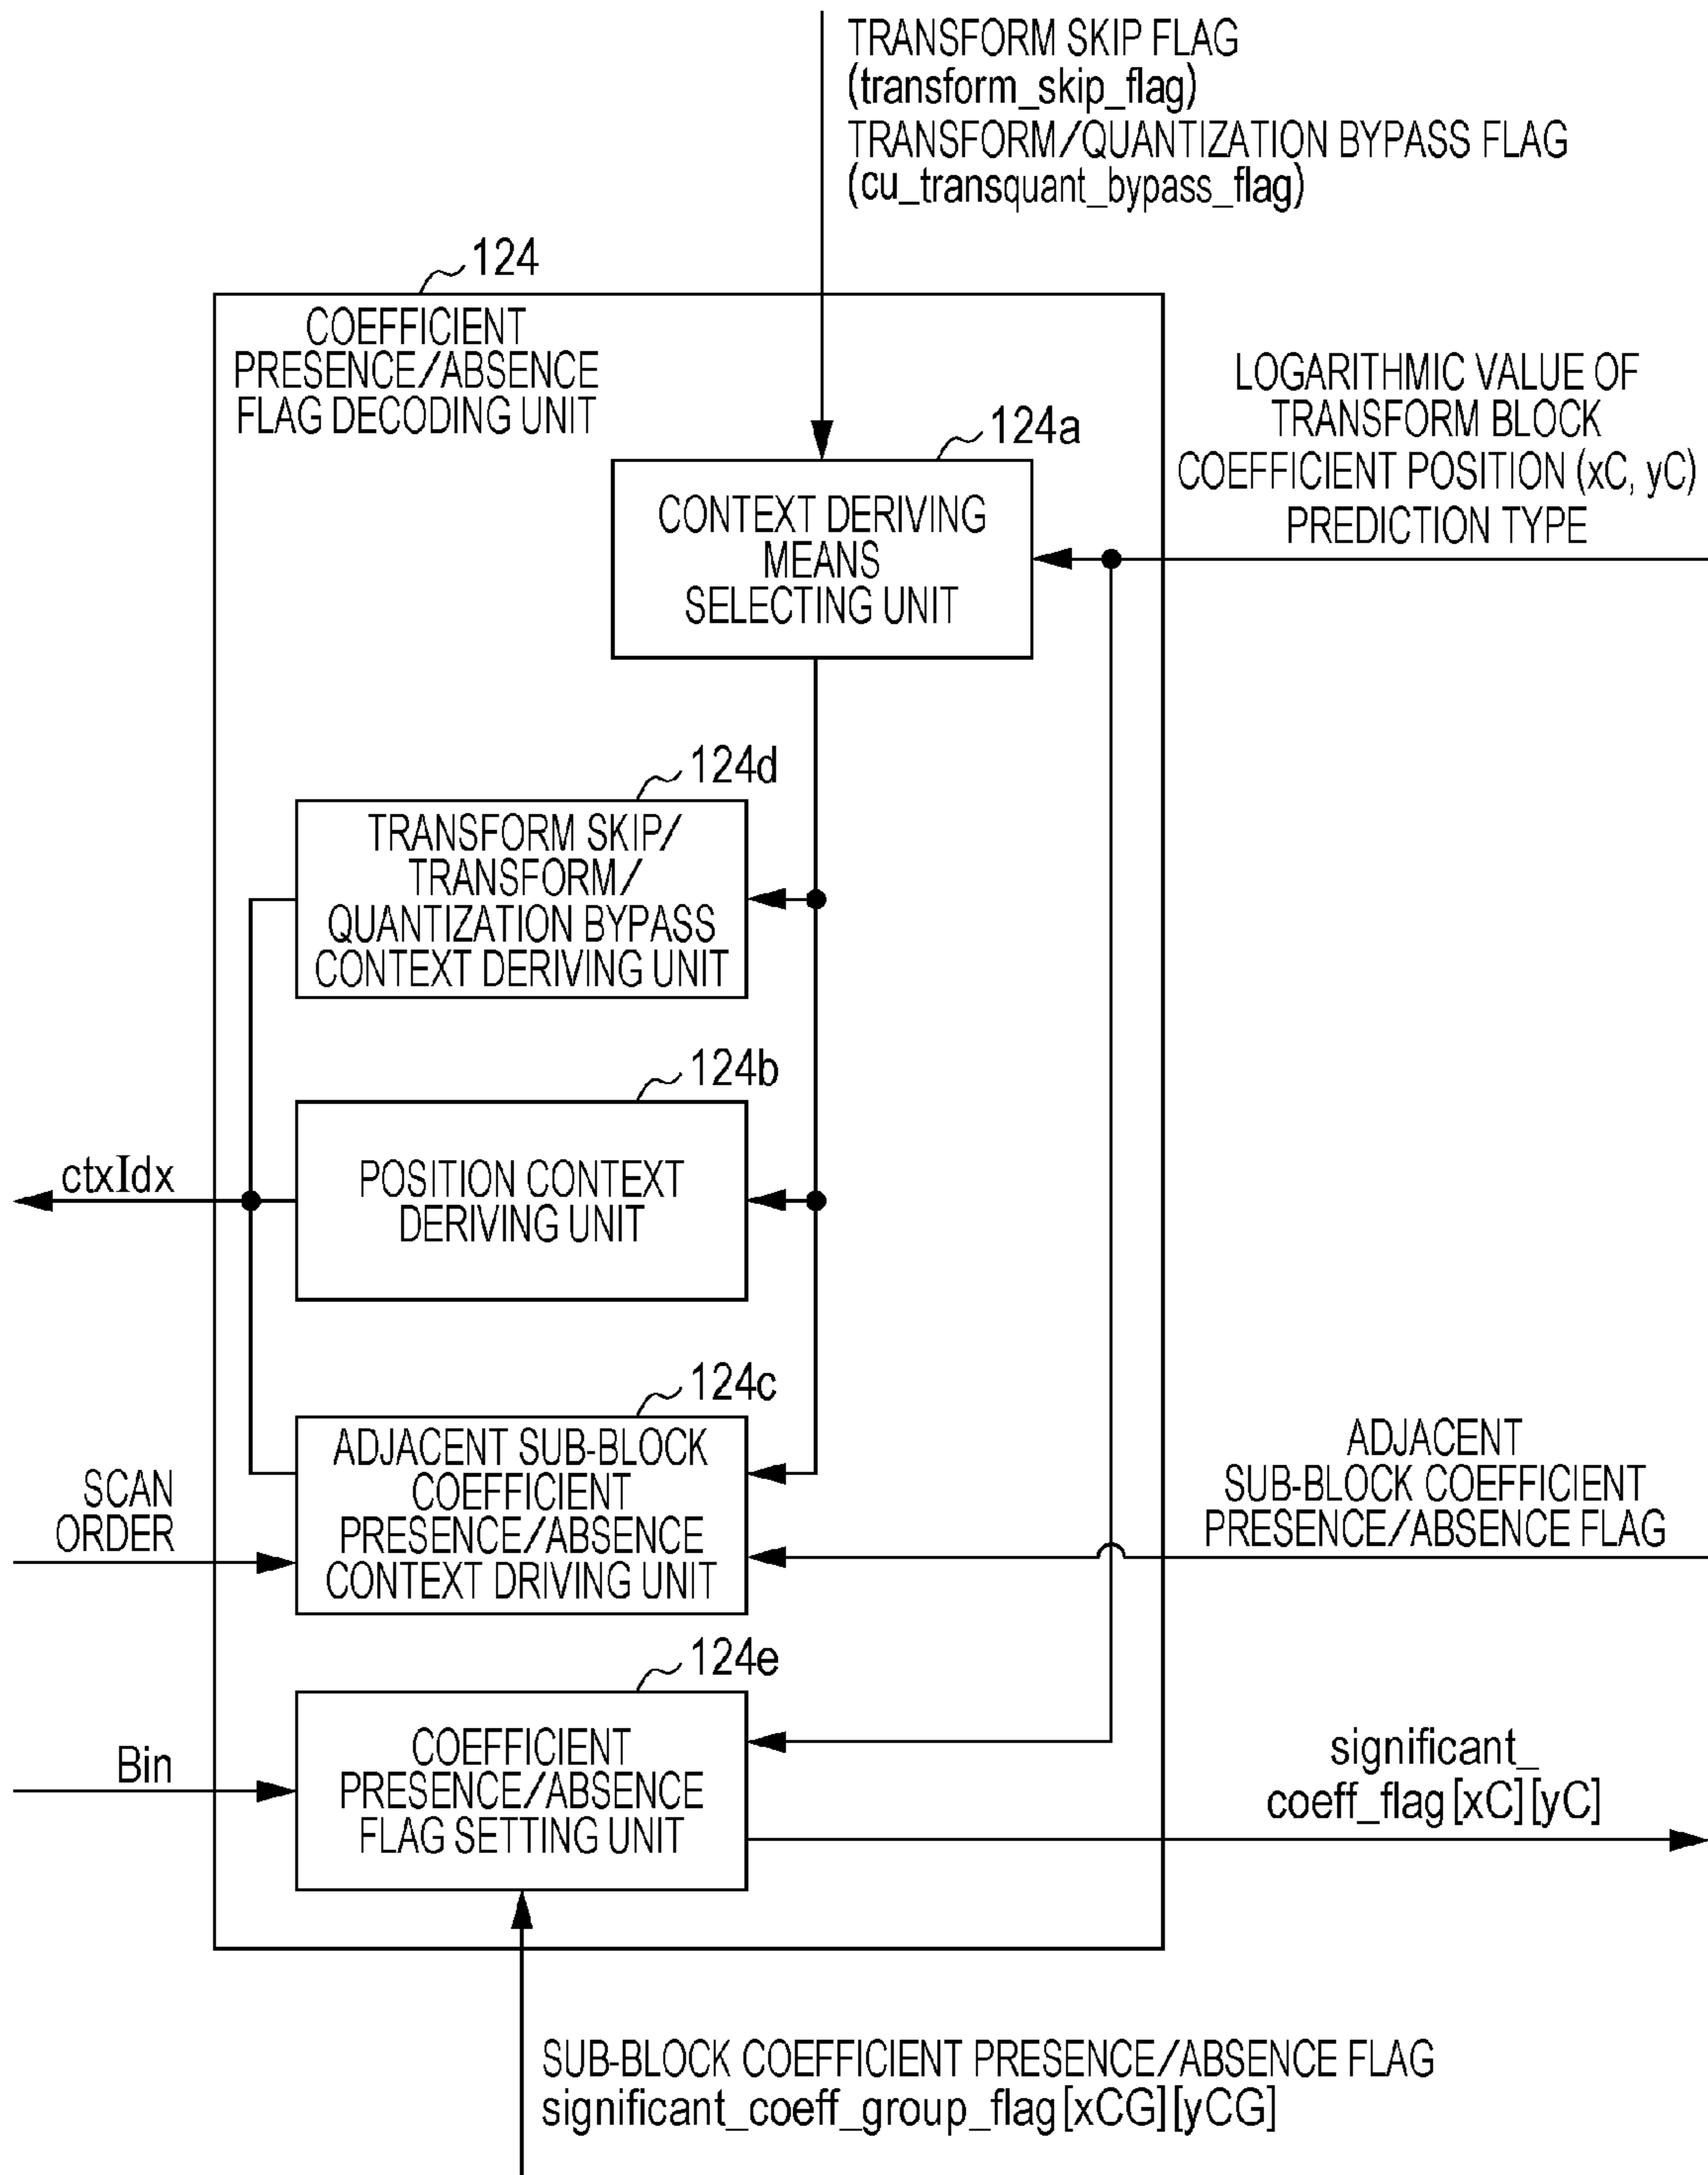 TRANSFORM SKIP FLAG
(transform_skip_flag)
TRANSFORM/QUANTIZATION BYPASS FLAG
(cu_transquant_bypass_flag)
124
COEFFICIENT
PRESENCE/ABSENCE
FLAG DECODING UNIT
LOGARITHMIC VALUE OF
TRANSFORM BLOCK
COEFFICIENT POSITION (xC, yC)
PREDICTION TYPE
124a
CONTEXT DERIVING
MEANS
SELECTING UNIT
124d
TRANSFORM SKIP/
TRANSFORM/
QUANTIZATION BYPASS
CONTEXT DERIVING UNIT
124b
POSITION CONTEXT
DERIVING UNIT
ctxIdx
124c
ADJACENT SUB-BLOCK
COEFFICIENT
PRESENCE/ABSENCE
CONTEXT DRIVING UNIT
SCAN
ORDER
ADJACENT
SUB-BLOCK COEFFICIENT
PRESENCE/ABSENCE FLAG
124e
COEFFICIENT
PRESENCE/ABSENCE
FLAG SETTING UNIT
Bin
significant_
coeff_flag[xC][yC]
SUB-BLOCK COEFFICIENT PRESENCE/ABSENCE FLAG
significant_coeff_group_flag[xCG][yCG]